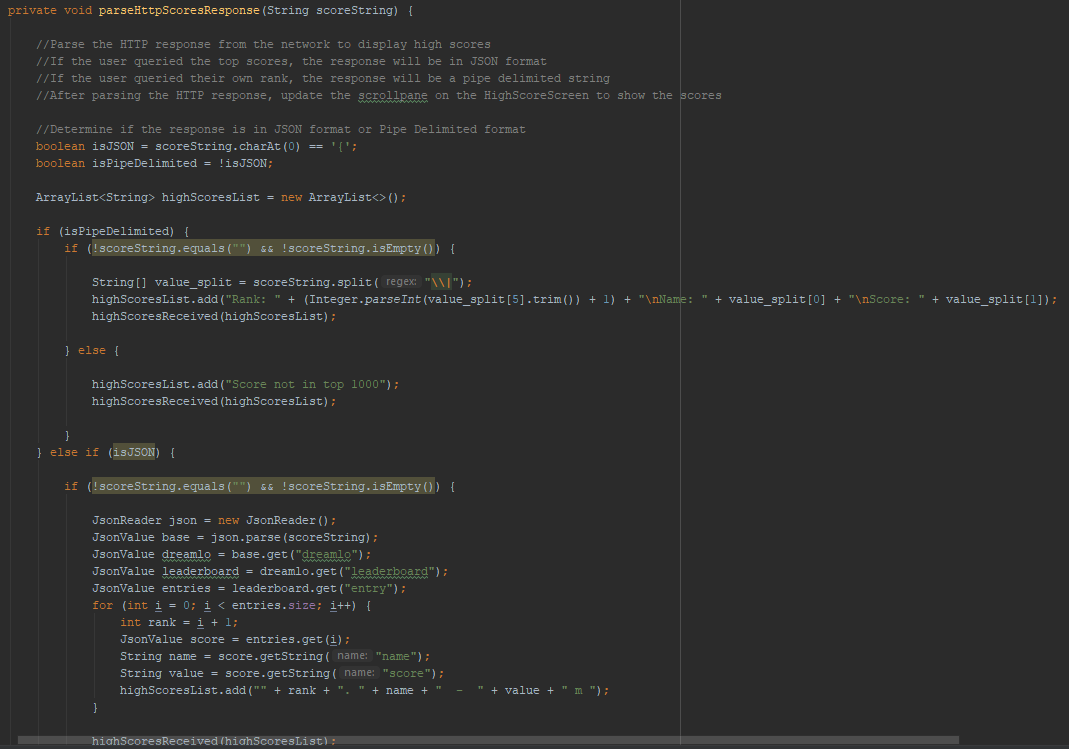 private void parseHttpScoresResponse(String scoreString) {
//Parse the HTTP response from the network to display high scores
//If the user queried the top scores, the response will be in JSON format
//If the user queried their own rank, the response will be a pipe delimited string
//After parsing the HTTP response, update the scrollpane on the HighScoreScreen to show the scores
//Determine if the response is in JSON format or Pipe Delimited format
boolean isJSON = scoreString.charAt(0) == '{';
boolean isPipeDelimited = !isJSON;
ArrayList<String> highScoresList = new ArrayList<>();
if (isPipeDelimited) {
if (!scoreString.equals("") && !scoreString.isEmpty()) {
String[] value_split = scoreString.split( regex: "\\|");
highScoresList.add("Rank: " + (Integer.parseInt(value_split[5].trim()) + 1) + "\nName: " + value_split[0] + "\nScore: " + value_split[1]);
highScoresReceived(highScoresList);
} else {
highScoresList.add("Score not in top 1000");
highScoresReceived(highScoresList);
}
} else if (isJSON) {
if (!scoreString.equals("") && !scoreString.isEmpty()) {
JsonReader json = new JsonReader();
JsonValue base = json.parse(scoreString);
JsonValue dreamlo = base.get("dreamlo");
JsonValue leaderboard = dreamlo.get("leaderboard");
JsonValue entries = leaderboard.get("entry");
for (int i = 0; i < entries.size; i++) {
int rank = i + 1;
JsonValue score = entries.get(i);
String name = score.getString( name: "name");
String value = score.getString( name: "score");
highScoresList.add("" + rank + ". " + name + "  -  " + value + " m ");
}
highScoresReceived(highScoresList);